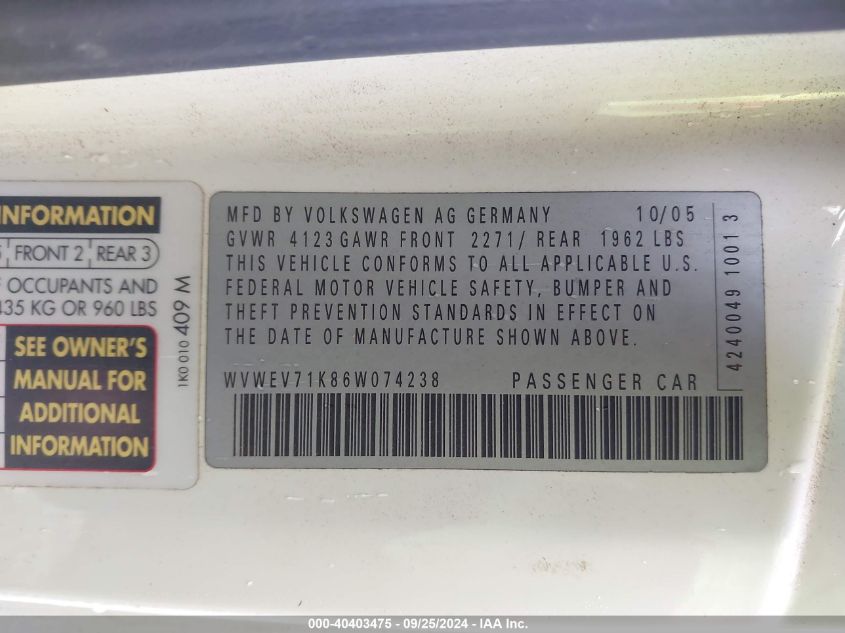 INFORMATION
FRONT 2 REAR 3
OCCUPANTS AND
435 KG OR 960 LBS
SEE OWNER'S
MANUAL FOR
ADDITIONAL
INFORMATION
1K0 010 409 M
MFD BY VOLKSWAGEN AG GERMANY 10/05
GVWR 4123 GAWR FRONT 2271/ REAR 1962 LBS
THIS VEHICLE CONFORMS TO ALL APPLICABLE U.S.
FEDERAL MOTOR VEHICLE SAFETY, BUMPER AND
THEFT PREVENTION STANDARDS IN EFFECT ON
THE DATE OF MANUFACTURE SHOWN ABOVE.
WVWEV71K86W074238 PASSENGER CAR
4240049 1001 3
000-40403475 - 09/25/2024 - IAA Inc.